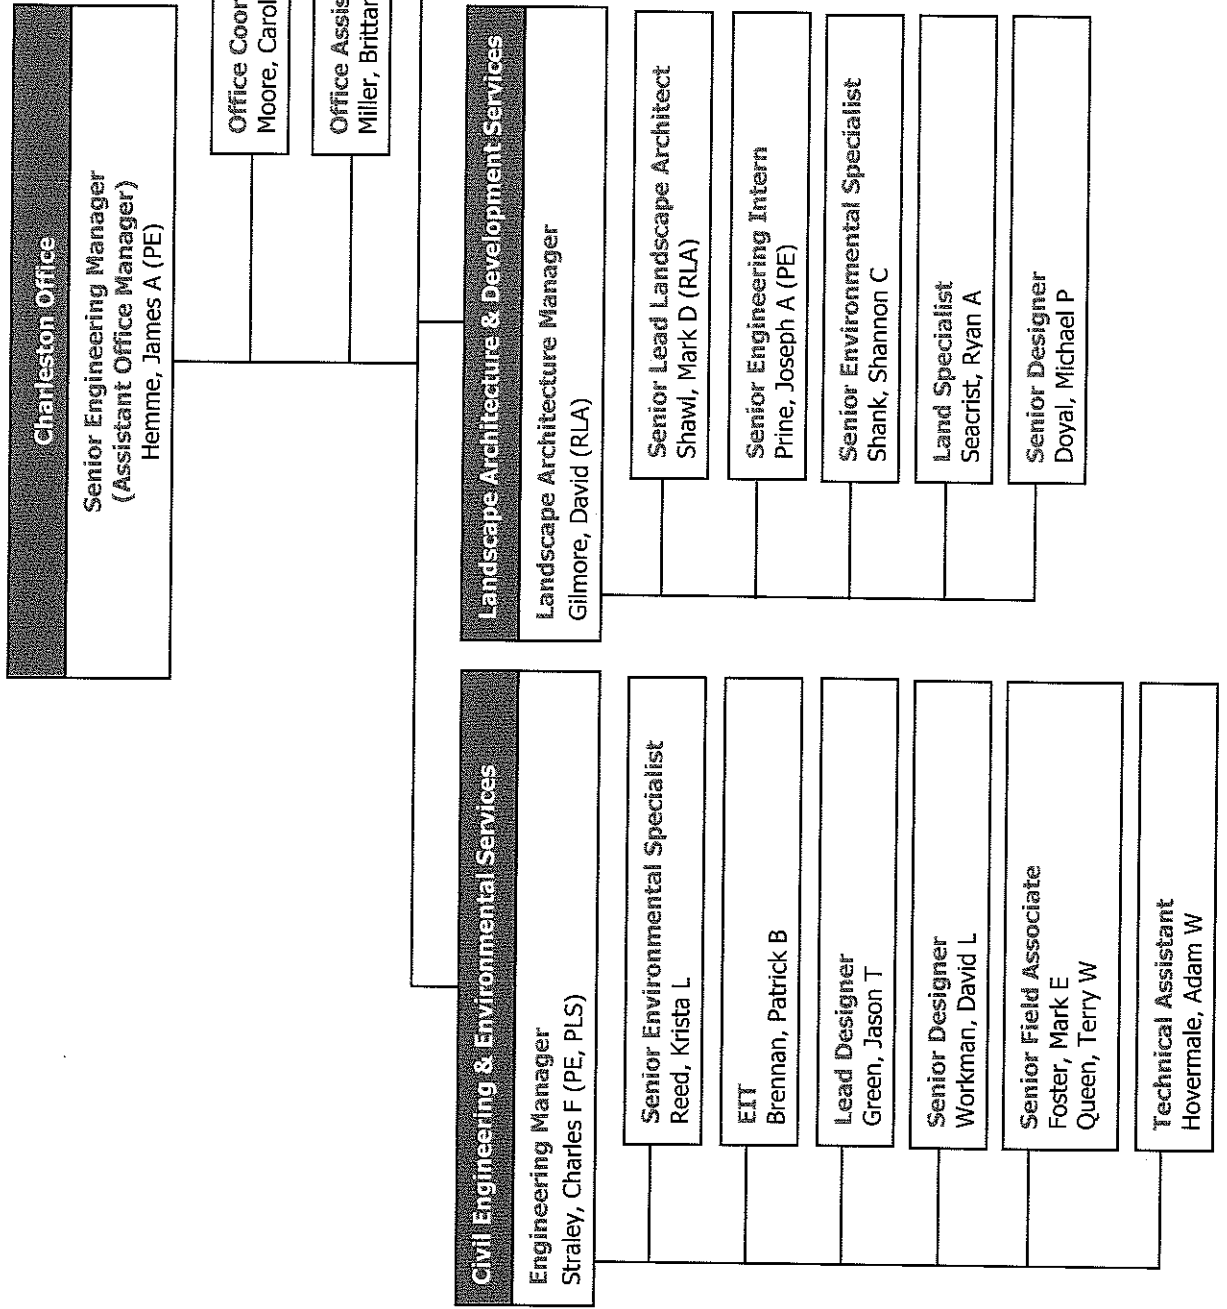 Charleston Office
Senior Engineering Manager
(Assistant Office Manager)
Hemme, James A (PE)
Office
Moore,
Office
Miller,
Civil Engineering & Environmental Services
Engineering Manager
Straley, Charles F (PE, PLS)
Senior Environmental Specialist
Reed, Krista L
EIT
Brennan, Patrick B
Lead Designer
Green, Jason T
Senior Designer
Workman, David L
Senior Field Associate
Foster, Mark E
Queen, Terry W
Technical Assistant
Hovermale, Adam W
Landscape Architecture & Development Services
Landscape Architecture Manager
Gilmore, David (RLA)
Senior Lead Landscape Architect
Shawl, Mark D (RLA)
Senior Engineering Intern
Prine, Joseph A (PE)
Senior Environmental Specialist
Shank, Shannon C
Land Specialist
Seacrist, Ryan A
Senior Designer
Doyal, Michael P